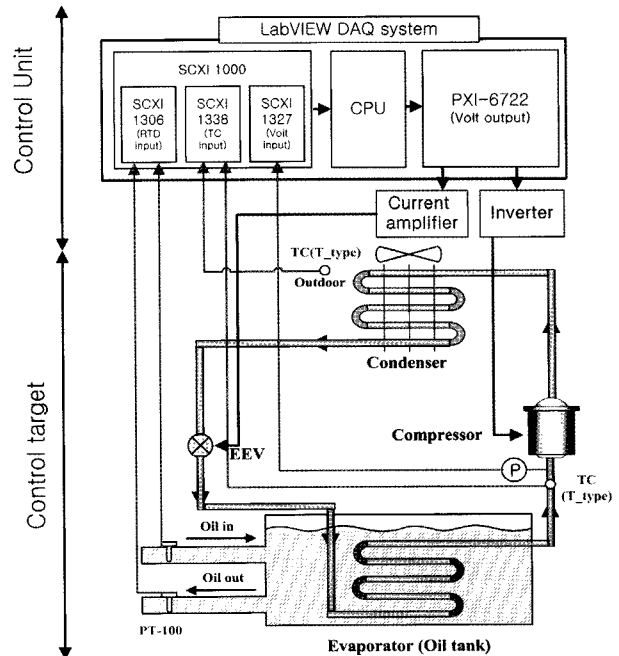 LabVIEW DAQ system
SCXI 1000
SCXI
1306
(RTD
input)
SCXI
1338
(TC
input)
SCXI
1327
(Volt input)
CPU
PXI-6722
(Volt output)
Control Unit
Current
amplifier
Inverter
TC(T_type)
Outdoor
Condenser
Compressor
EEV
P
TC
(T_type)
Control target
Oil in
Oil out
PT-100
Evaporator (Oil tank)